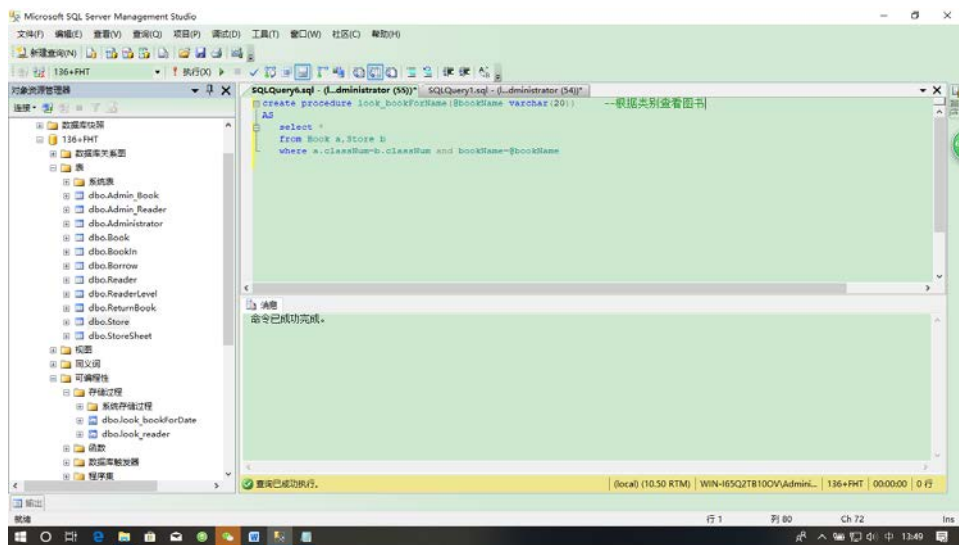 Microsoft SQL Server Management Studio
文件(F) 编辑(E) 查看(V) 查询(Q) 项目(P) 调试(D) 工具(T) 窗口(W) 社区(C) 帮助(H)
新建查询(N)
136+FHT 执行(X)
对象资源管理器
连接
数据库快照
136+FHT
数据库关系图
表
系统表
dbo.Admin_Book
dbo.Admin_Reader
dbo.Administrator
dbo.Book
dbo.BookIn
dbo.Borrow
dbo.Reader
dbo.ReaderLevel
dbo.ReturnBook
dbo.Store
dbo.StoreSheet
视图
同义词
可编程性
存储过程
系统存储过程
dbo.look_bookForDate
dbo.look_reader
函数
数据库触发器
程序集
SQLQuery6.sql - (l...dministrator (55))* SQLQuery1.sql - (l...dministrator (54))*
create procedure look_bookForName(@bookName varchar(20)) --根据类别查看图书
AS
select *
from Book a,Store b
where a.classNum=b.classNum and bookName=@bookName
消息
命令已成功完成。
查询已成功执行。 (local) (10.50 RTM) WIN-I65Q2TB10OV\Admini... 136+FHT 00:00:00 0 行
输出
就绪 行 1 列 80 Ch 72 Ins
中 13:49